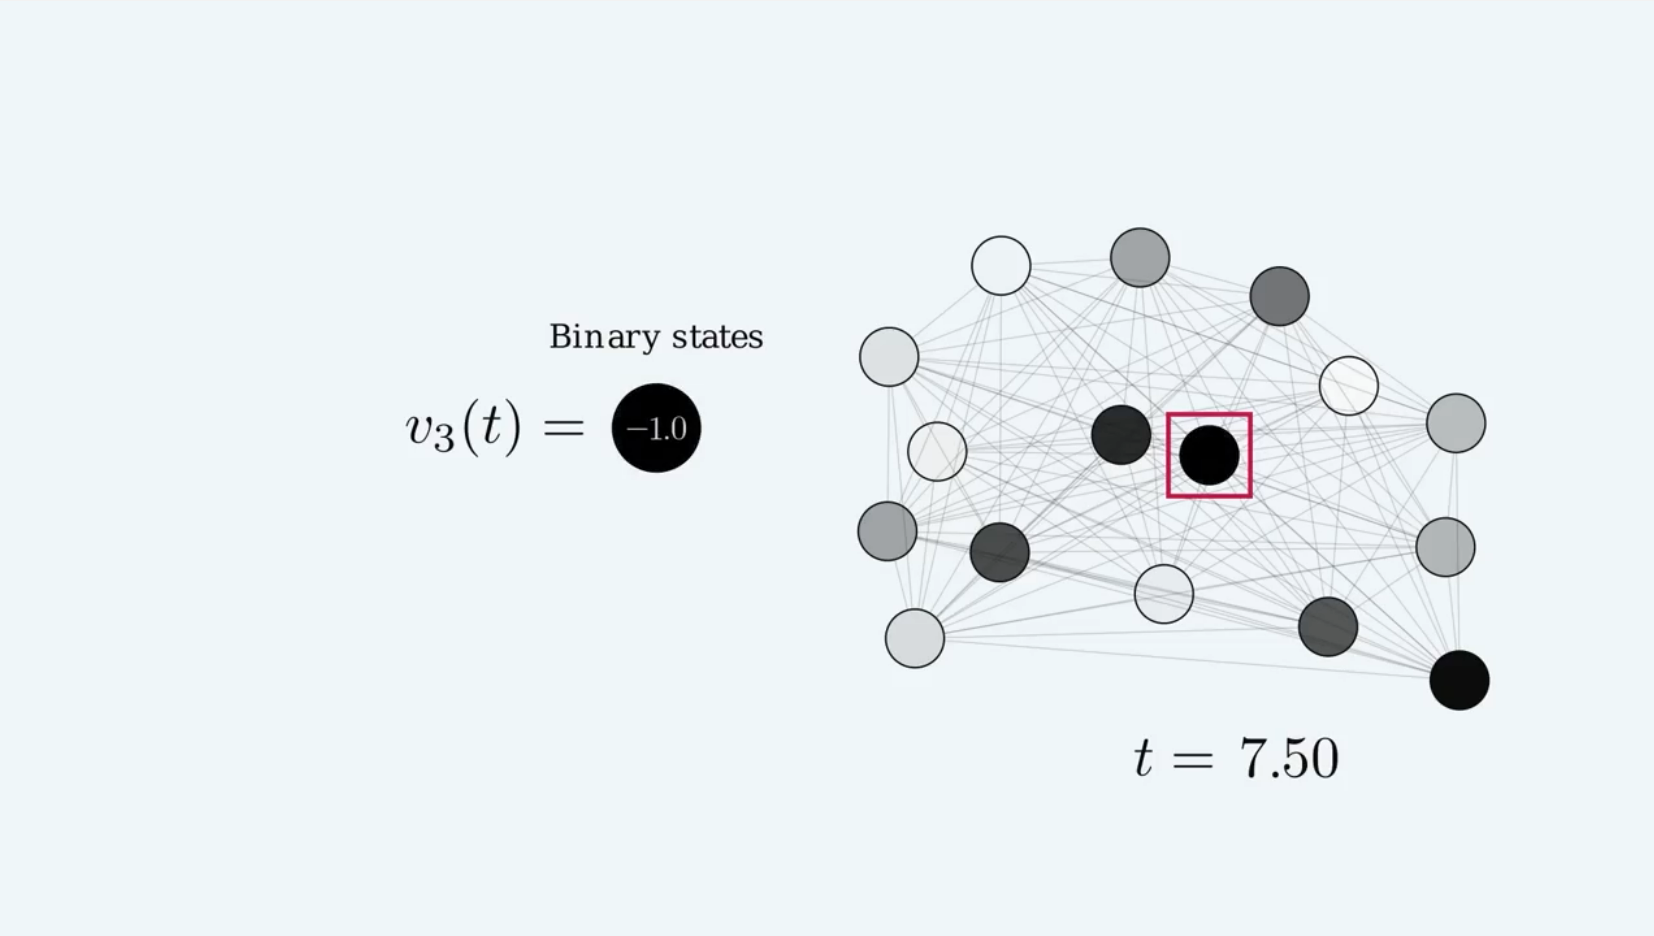 Binary states
v₃(t) = −1.0
t = 7.50